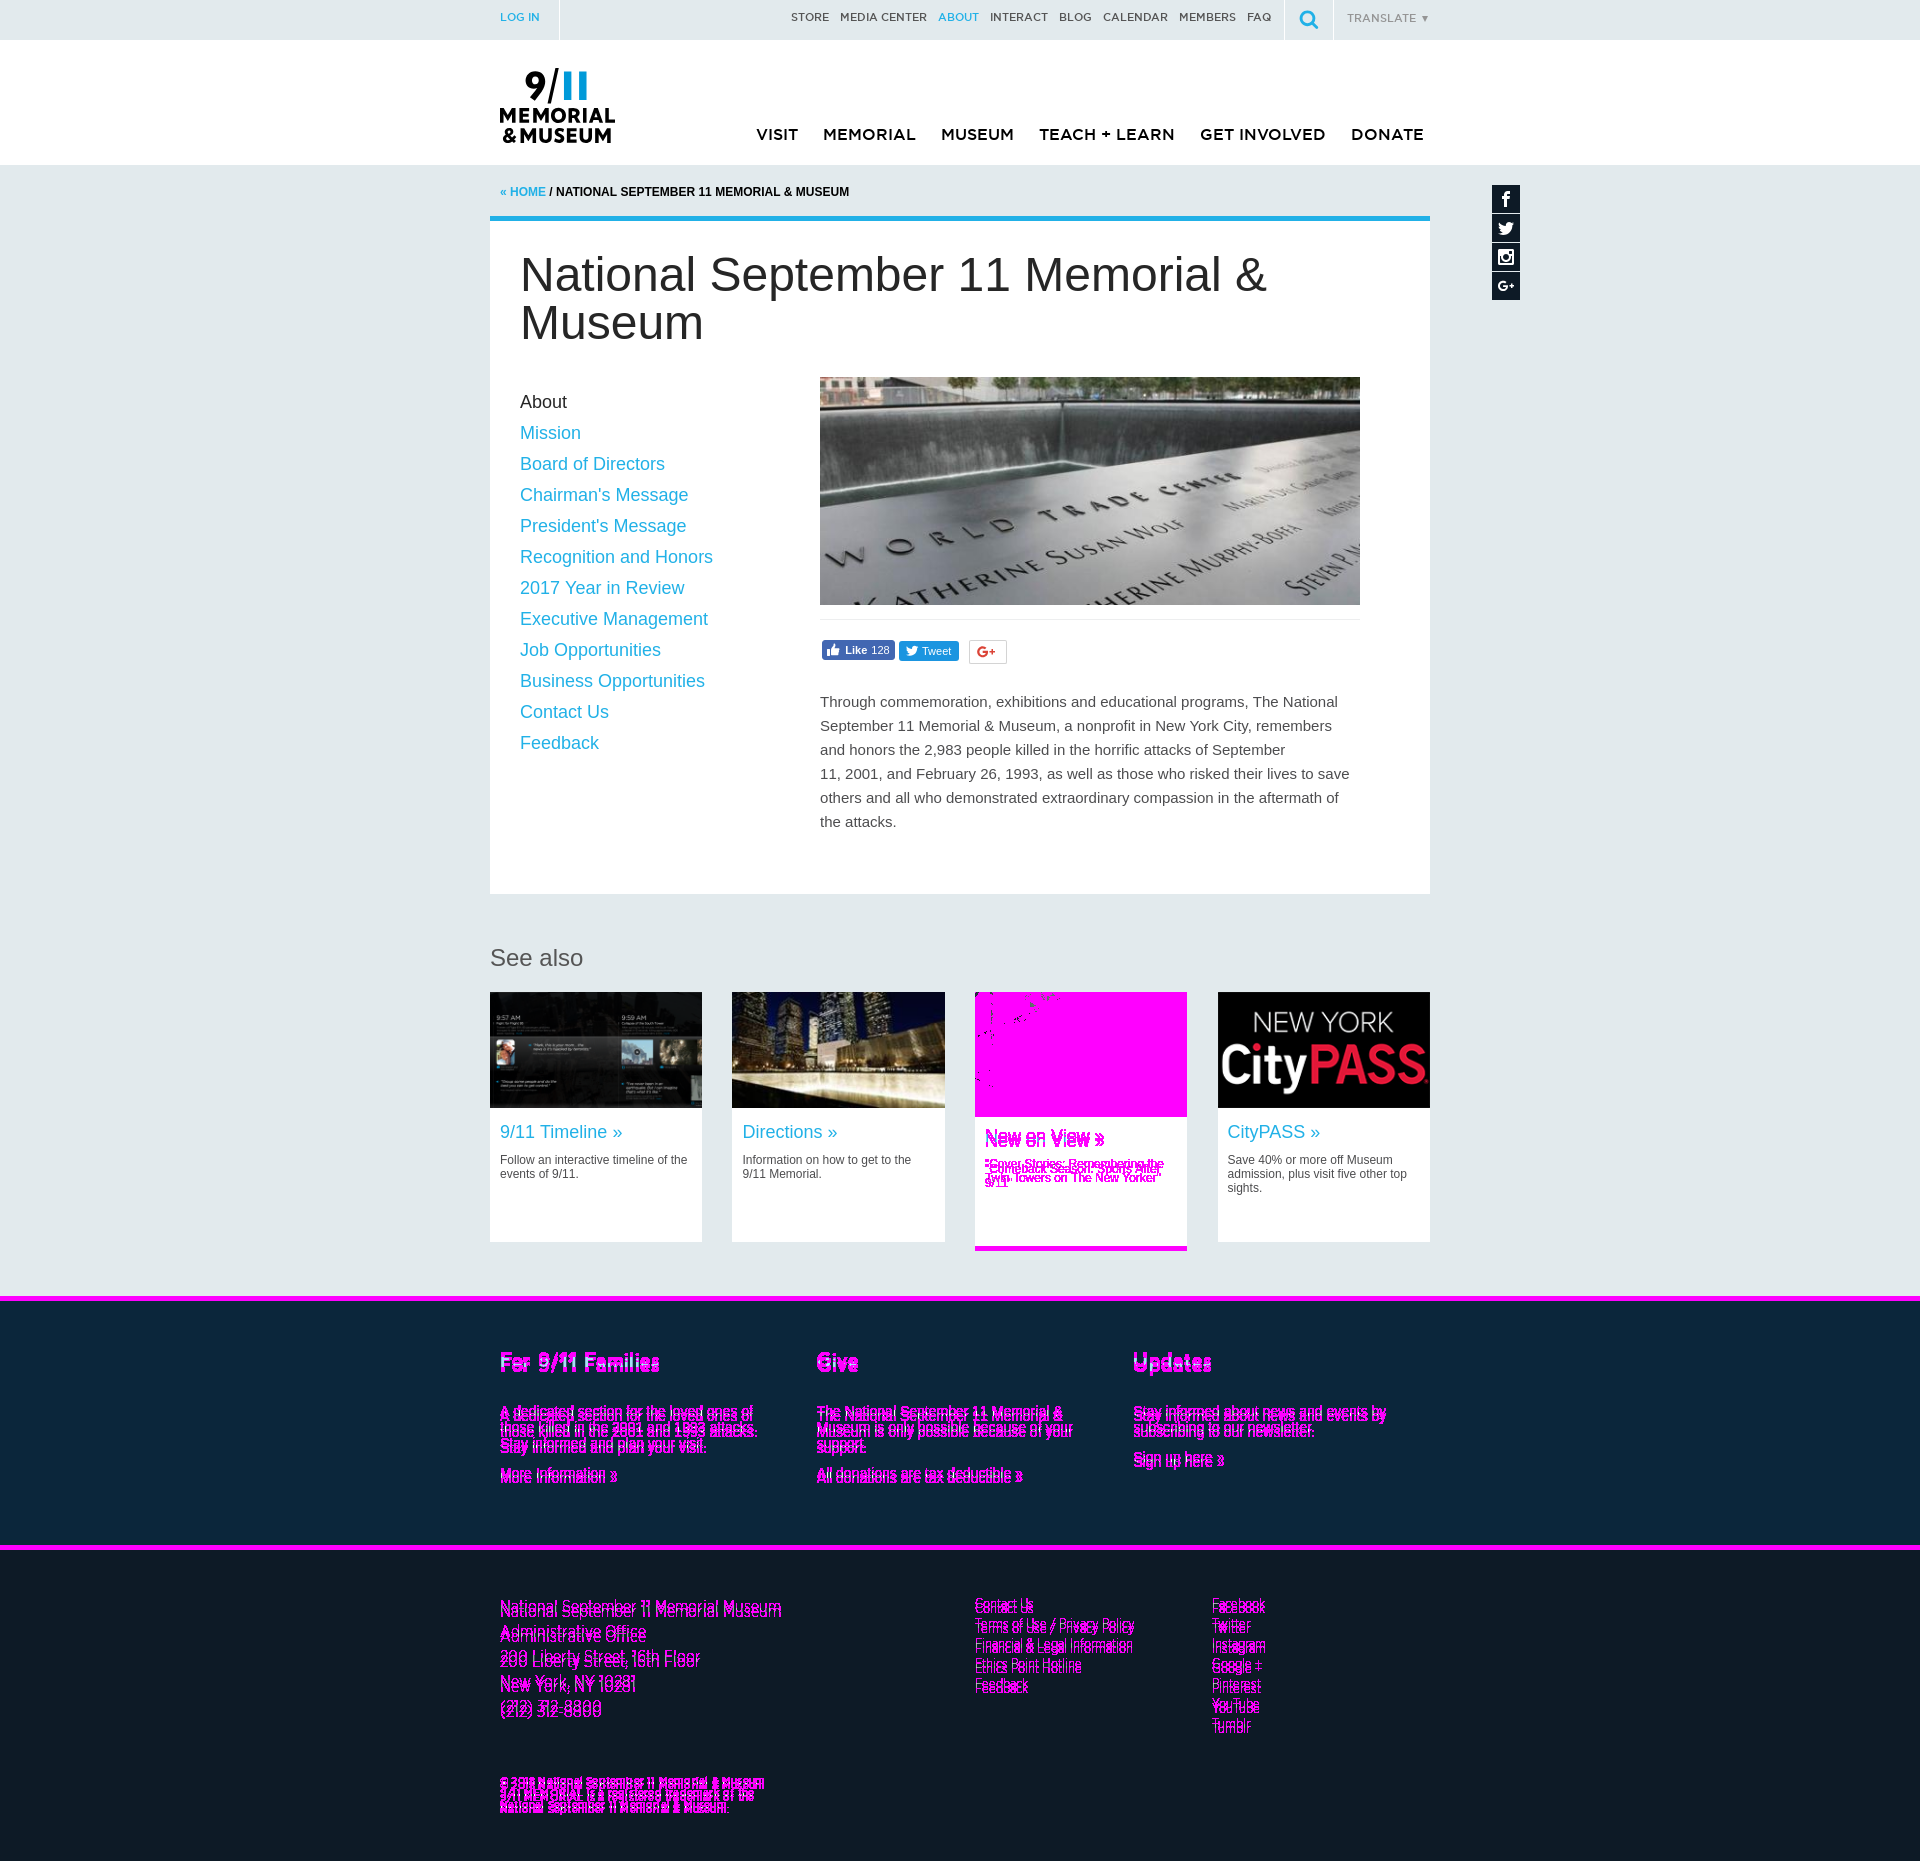 LOG IN
STORE MEDIA CENTER ABOUT INTERACT BLOG CALENDAR MEMBERS FAQ
TRANSLATE ▼
9/11
MEMORIAL
& MUSEUM
VISIT MEMORIAL MUSEUM TEACH + LEARN GET INVOLVED DONATE
« HOME / NATIONAL SEPTEMBER 11 MEMORIAL & MUSEUM
National September 11 Memorial &
Museum
About
Mission
Board of Directors
Chairman's Message
President's Message
Recognition and Honors
2017 Year in Review
Executive Management
Job Opportunities
Business Opportunities
Contact Us
Feedback
WORLD TRADE CENTER
KATHERINE SUSAN WOLF
MARILYN DEL CARMEN GARCIA
KATHERINE MURPHY-BOFFA
STEVEN P.
Like 128
Tweet
G+
Through commemoration, exhibitions and educational programs, The National
September 11 Memorial & Museum, a nonprofit in New York City, remembers
and honors the 2,983 people killed in the horrific attacks of September
11, 2001, and February 26, 1993, as well as those who risked their lives to save
others and all who demonstrated extraordinary compassion in the aftermath of
the attacks.
See also
9:57 AM
9:59 AM
9/11 Timeline »
Follow an interactive timeline of the
events of 9/11.
Directions »
Information on how to get to the
9/11 Memorial.
Now on View »
"Cover Stories: Remembering the
Twin Towers on The New Yorker"
"Comeback Season: Sports After
9/11"
NEW YORK
CityPASS
CityPASS »
Save 40% or more off Museum
admission, plus visit five other top
sights.
For 9/11 Families
A dedicated section for the loved ones of
those killed in the 2001 and 1993 attacks.
Stay informed and plan your visit.
More Information »
Give
The National September 11 Memorial &
Museum is only possible because of your
support.
All donations are tax deductible »
Updates
Stay informed about news and events by
subscribing to our newsletter.
Sign up here »
National September 11 Memorial Museum
Administrative Office
200 Liberty Street, 16th Floor
New York, NY 10281
(212) 312-8800
Contact Us
Terms of Use / Privacy Policy
Financial & Legal Information
Ethics Point Hotline
Feedback
Facebook
Twitter
Instagram
Google +
Pinterest
YouTube
Tumblr
National September 11 Memorial & Museum
9/11 MEMORIAL is a registered trademark of the
National September 11 Memorial & Museum.